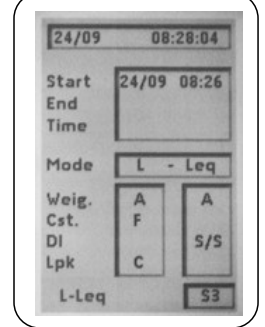 24/09 08:28:04
Start 24/09 08:26
End
Time
Mode L - Leq
Weig. A A
Cst. F
DI S/S
Lpk C
L-Leq S3